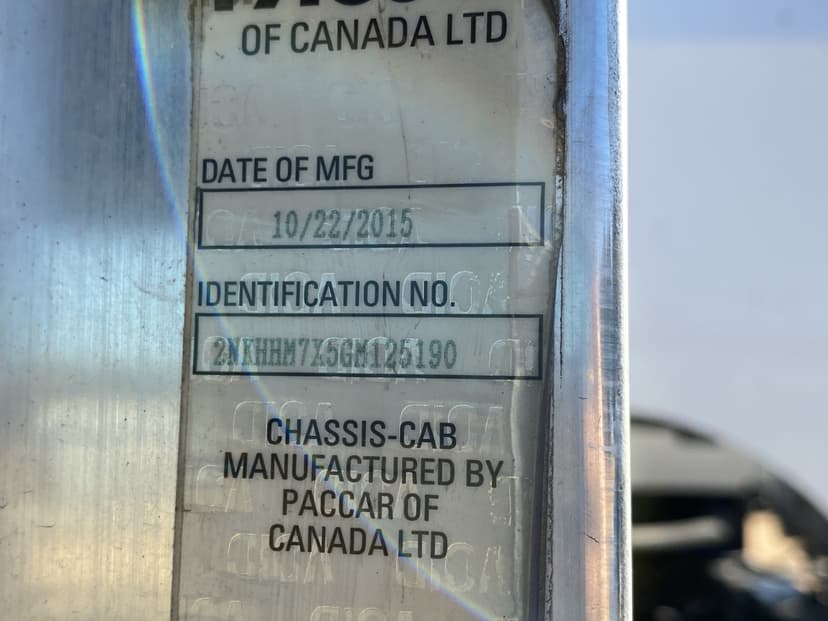 OF CANADA LTD
DATE OF MFG
10/22/2015
IDENTIFICATION NO.
2NKHHM7X5GM125190
CHASSIS-CAB
MANUFACTURED BY
PACCAR OF
CANADA LTD